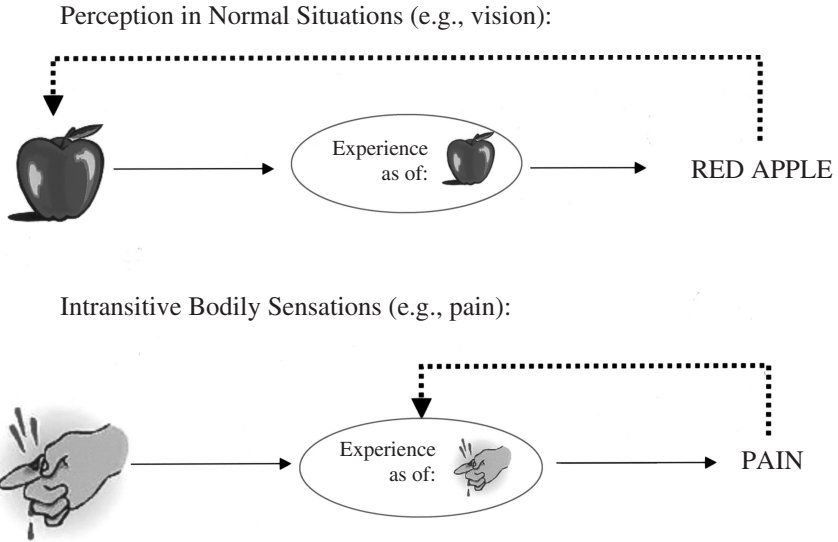 Perception in Normal Situations (e.g., vision):
Experience
as of:
RED APPLE
Intransitive Bodily Sensations (e.g., pain):
Experience
as of:
PAIN